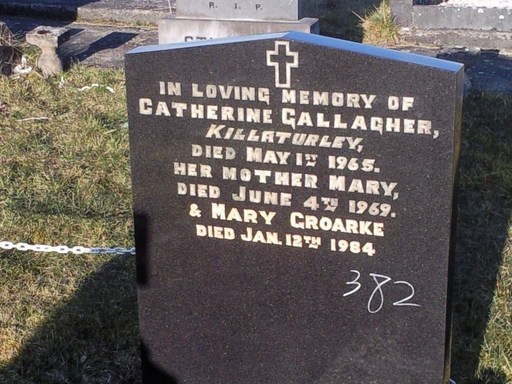 R. I. P.
IN LOVING MEMORY OF
CATHERINE GALLAGHER,
KILLATURLEY,
DIED MAY 1ST 1965.
HER MOTHER MARY,
DIED JUNE 4TH 1969.
& MARY GROARKE
DIED JAN. 12TH 1984
382